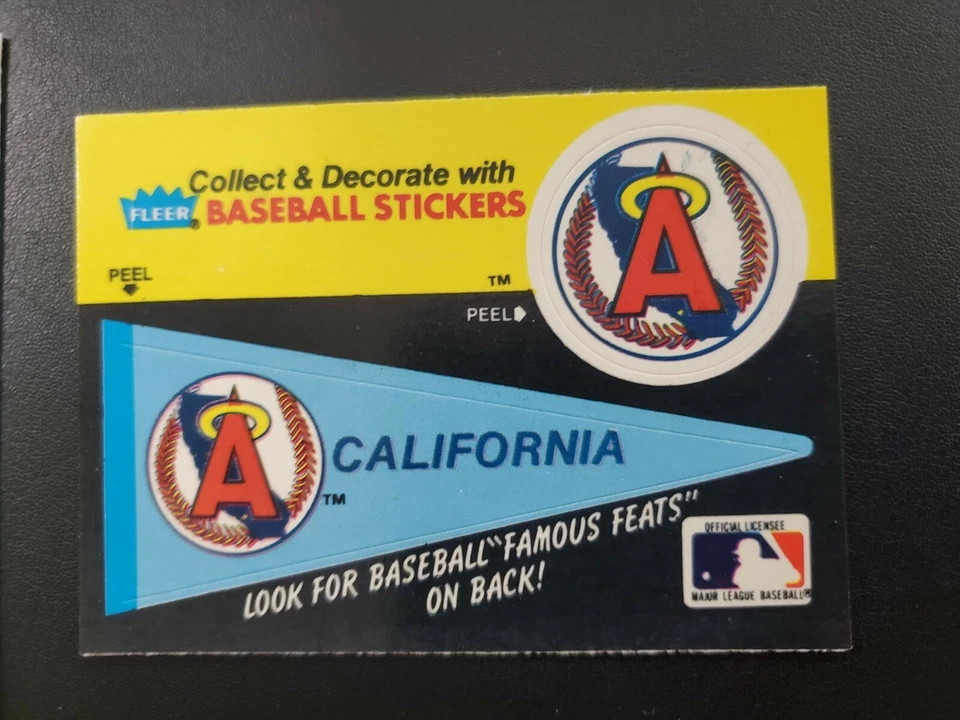 Collect & Decorate with
FLEER® BASEBALL STICKERS
PEEL
TM
PEEL
A
A
CALIFORNIA
TM
LOOK FOR BASEBALL "FAMOUS FEATS"
ON BACK!
OFFICIAL LICENSEE
MAJOR LEAGUE BASEBALL®